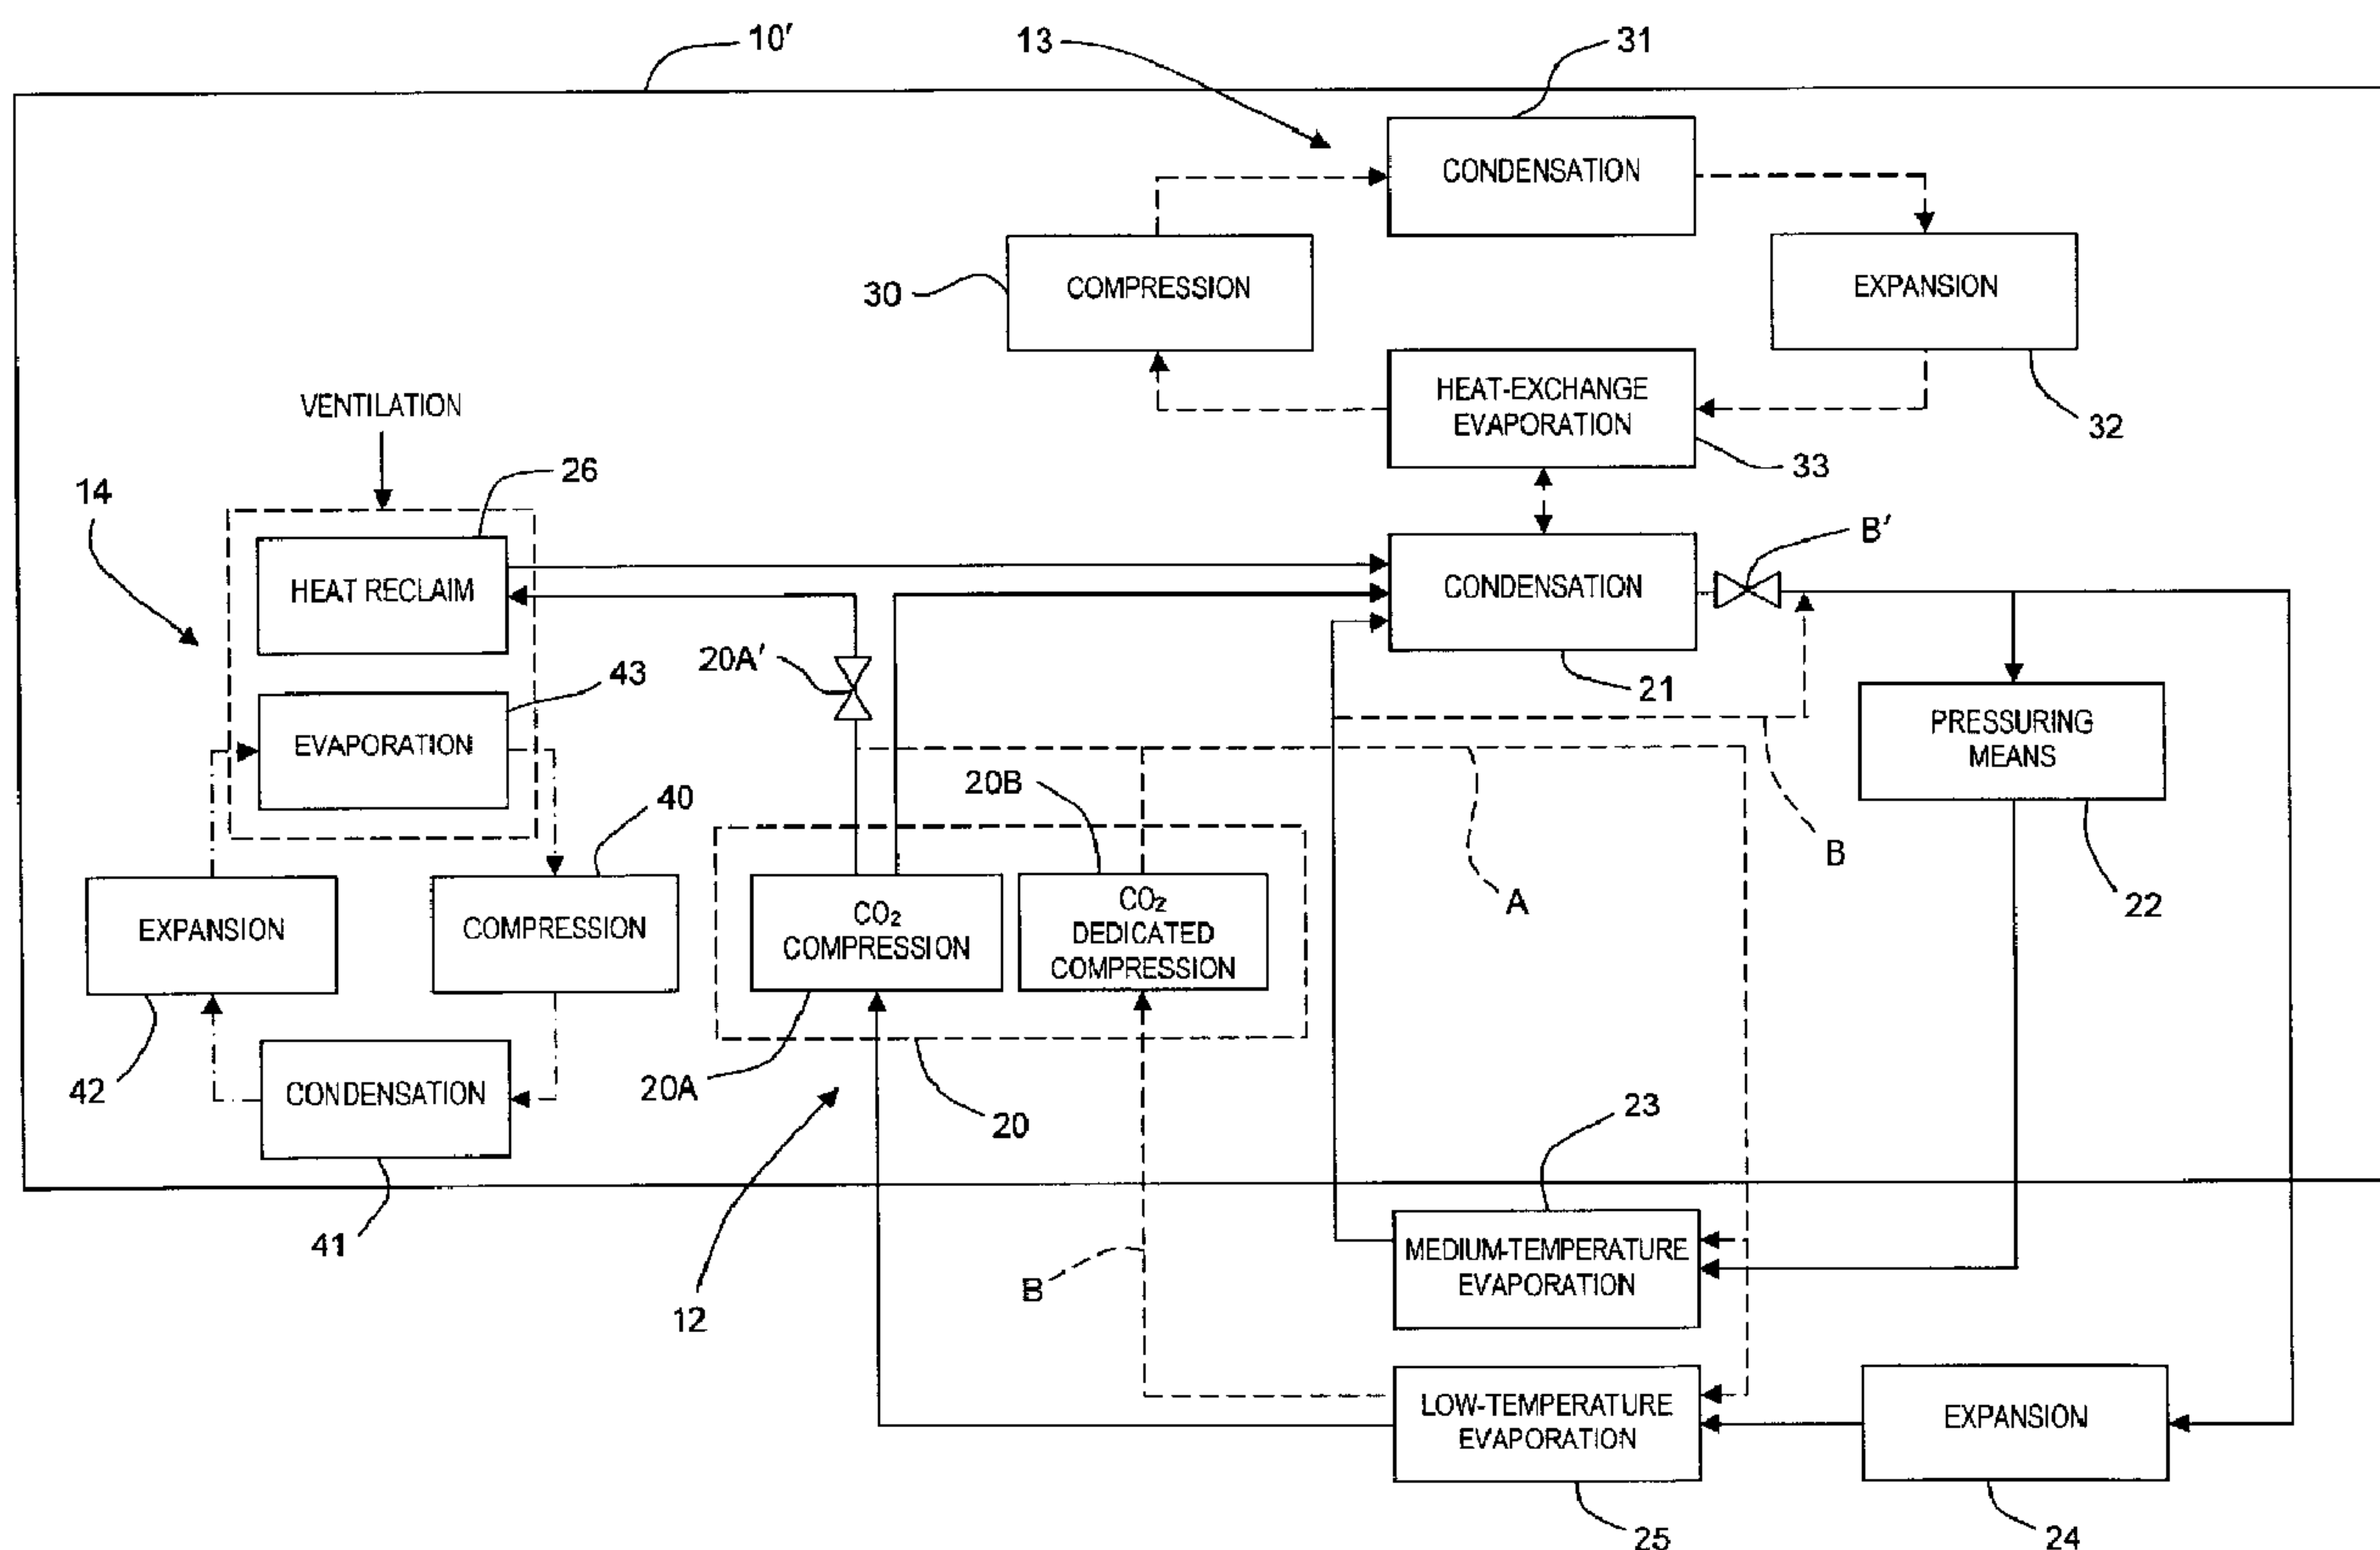 10'
13
31
CONDENSATION
COMPRESSION
30
EXPANSION
32
HEAT-EXCHANGE
EVAPORATION
33
VENTILATION
26
14
HEAT RECLAIM
CONDENSATION
B'
20A'
21
43
EVAPORATION
PRESSURING
MEANS
20B
40
B
A
22
EXPANSION
COMPRESSION
CO₂
COMPRESSION
CO₂
DEDICATED
COMPRESSION
42
CONDENSATION
20A
20
23
41
12
B
MEDIUM-TEMPERATURE
EVAPORATION
LOW-TEMPERATURE
EVAPORATION
EXPANSION
25
24